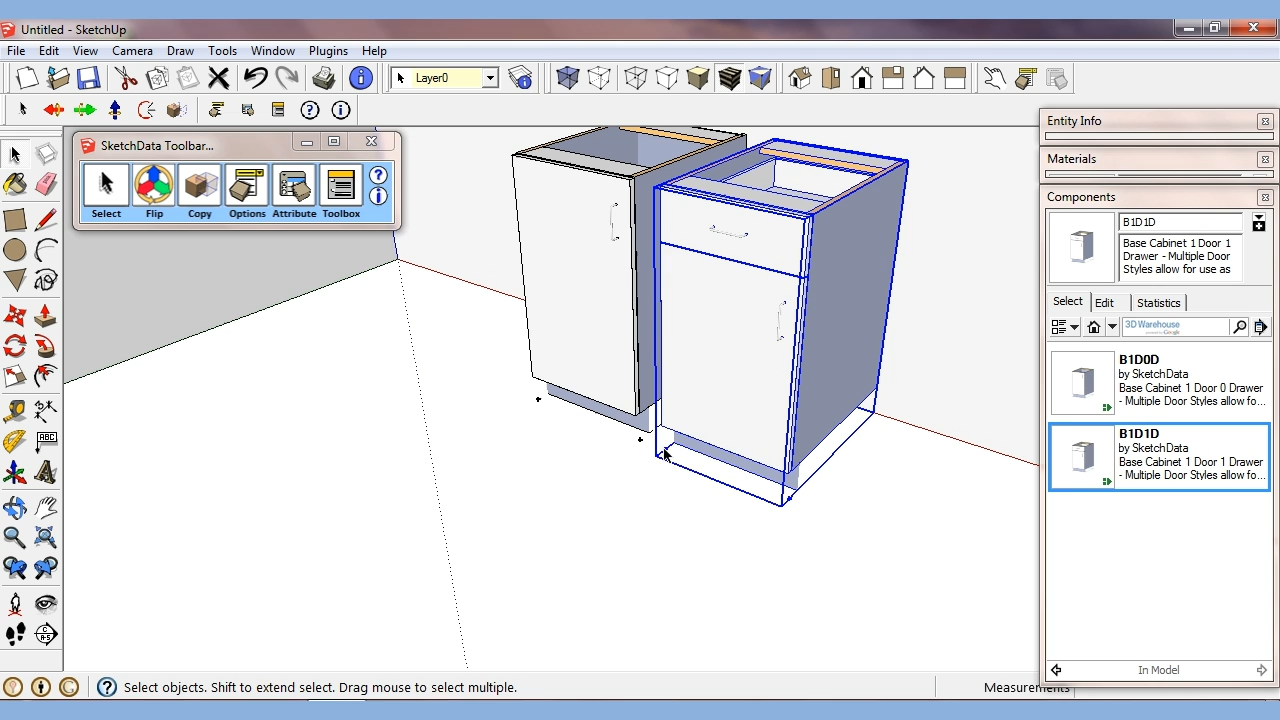 Untitled - SketchUp
File Edit View Camera Draw Tools Window Plugins Help
Layer0
Entity Info
SketchData Toolbar...
Materials
Select Flip Copy Options Attribute Toolbox
Components
B1D1D
Base Cabinet 1 Door 1
Drawer - Multiple Door
Styles allow for use as
Select Edit Statistics
3D Warehouse
B1D0D
by SketchData
Base Cabinet 1 Door 0 Drawer
- Multiple Door Styles allow fo...
B1D1D
by SketchData
Base Cabinet 1 Door 1 Drawer
- Multiple Door Styles allow fo...
ABC
In Model
Select objects. Shift to extend select. Drag mouse to select multiple.
Measurements